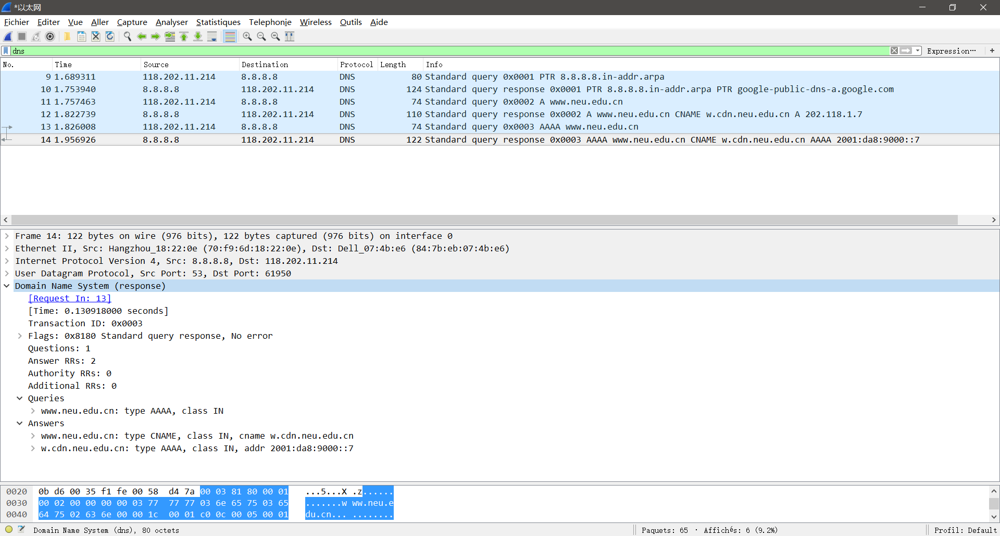 *以太网
Fichier Editer Vue Aller Capture Analyser Statistiques Telephonie Wireless Outils Aide
dns Expression… +
No. Time Source Destination Protocol Length Info
9 1.689311 118.202.11.214 8.8.8.8 DNS 80 Standard query 0x0001 PTR 8.8.8.8.in-addr.arpa
10 1.753940 8.8.8.8 118.202.11.214 DNS 124 Standard query response 0x0001 PTR 8.8.8.8.in-addr.arpa PTR google-public-dns-a.google.com
11 1.757463 118.202.11.214 8.8.8.8 DNS 74 Standard query 0x0002 A www.neu.edu.cn
12 1.822739 8.8.8.8 118.202.11.214 DNS 110 Standard query response 0x0002 A www.neu.edu.cn CNAME w.cdn.neu.edu.cn A 202.118.1.7
13 1.826008 118.202.11.214 8.8.8.8 DNS 74 Standard query 0x0003 AAAA www.neu.edu.cn
14 1.956926 8.8.8.8 118.202.11.214 DNS 122 Standard query response 0x0003 AAAA www.neu.edu.cn CNAME w.cdn.neu.edu.cn AAAA 2001:da8:9000::7
Frame 14: 122 bytes on wire (976 bits), 122 bytes captured (976 bits) on interface 0
Ethernet II, Src: Hangzhou_18:22:0e (70:f9:6d:18:22:0e), Dst: Dell_07:4b:e6 (84:7b:eb:07:4b:e6)
Internet Protocol Version 4, Src: 8.8.8.8, Dst: 118.202.11.214
User Datagram Protocol, Src Port: 53, Dst Port: 61950
Domain Name System (response)
[Request In: 13]
[Time: 0.130918000 seconds]
Transaction ID: 0x0003
Flags: 0x8180 Standard query response, No error
Questions: 1
Answer RRs: 2
Authority RRs: 0
Additional RRs: 0
Queries
www.neu.edu.cn: type AAAA, class IN
Answers
www.neu.edu.cn: type CNAME, class IN, cname w.cdn.neu.edu.cn
w.cdn.neu.edu.cn: type AAAA, class IN, addr 2001:da8:9000::7
0020 0b d6 00 35 f1 fe 00 58 d4 7a 00 03 81 80 00 01 ...5...X .z......
0030 00 02 00 00 00 00 03 77 77 77 03 6e 65 75 03 65 .......w ww.neu.e
0040 64 75 02 63 6e 00 00 1c 00 01 c0 0c 00 05 00 01 du.cn... ........
Domain Name System (dns), 80 octets Paquets: 65 · Affichés: 6 (9.2%) Profil: Default